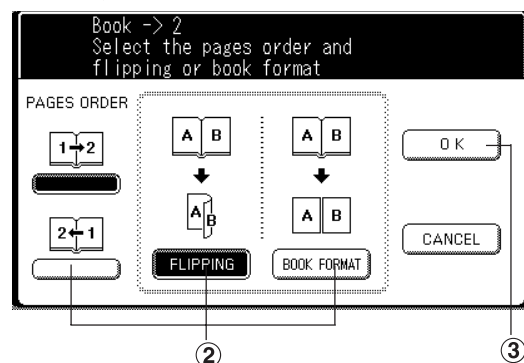 Book -> 2
Select the pages order and
flipping or book format
PAGES ORDER
1→2
2←1
A B
A B
FLIPPING
A B
A B
BOOK FORMAT
OK
CANCEL
2
3